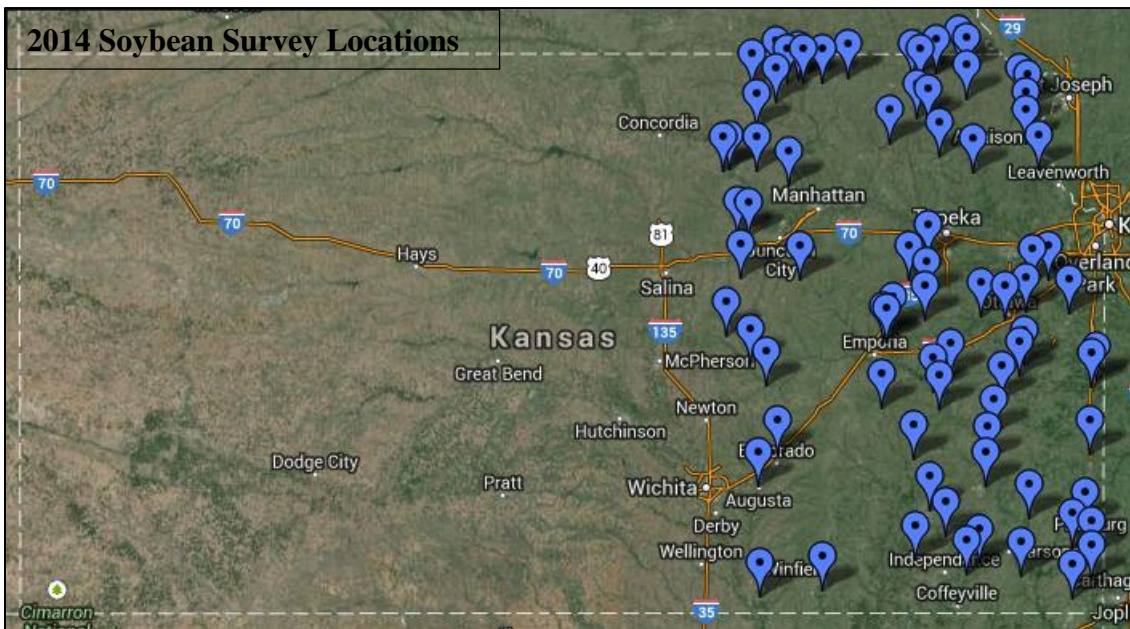 2014 Soybean Survey Locations
29
Joseph
Concordia
Leavenworth
70
Manhattan
70
81
70
Hays
70
40
City
Overland
Park
Salina
Kansas
135
McPherson
Emporia
Great Bend
Newton
Hutchinson
Dodge City
Pratt
Wichita
Augusta
Derby
Wellington
Independence
Coffeyville
Cimarron
35